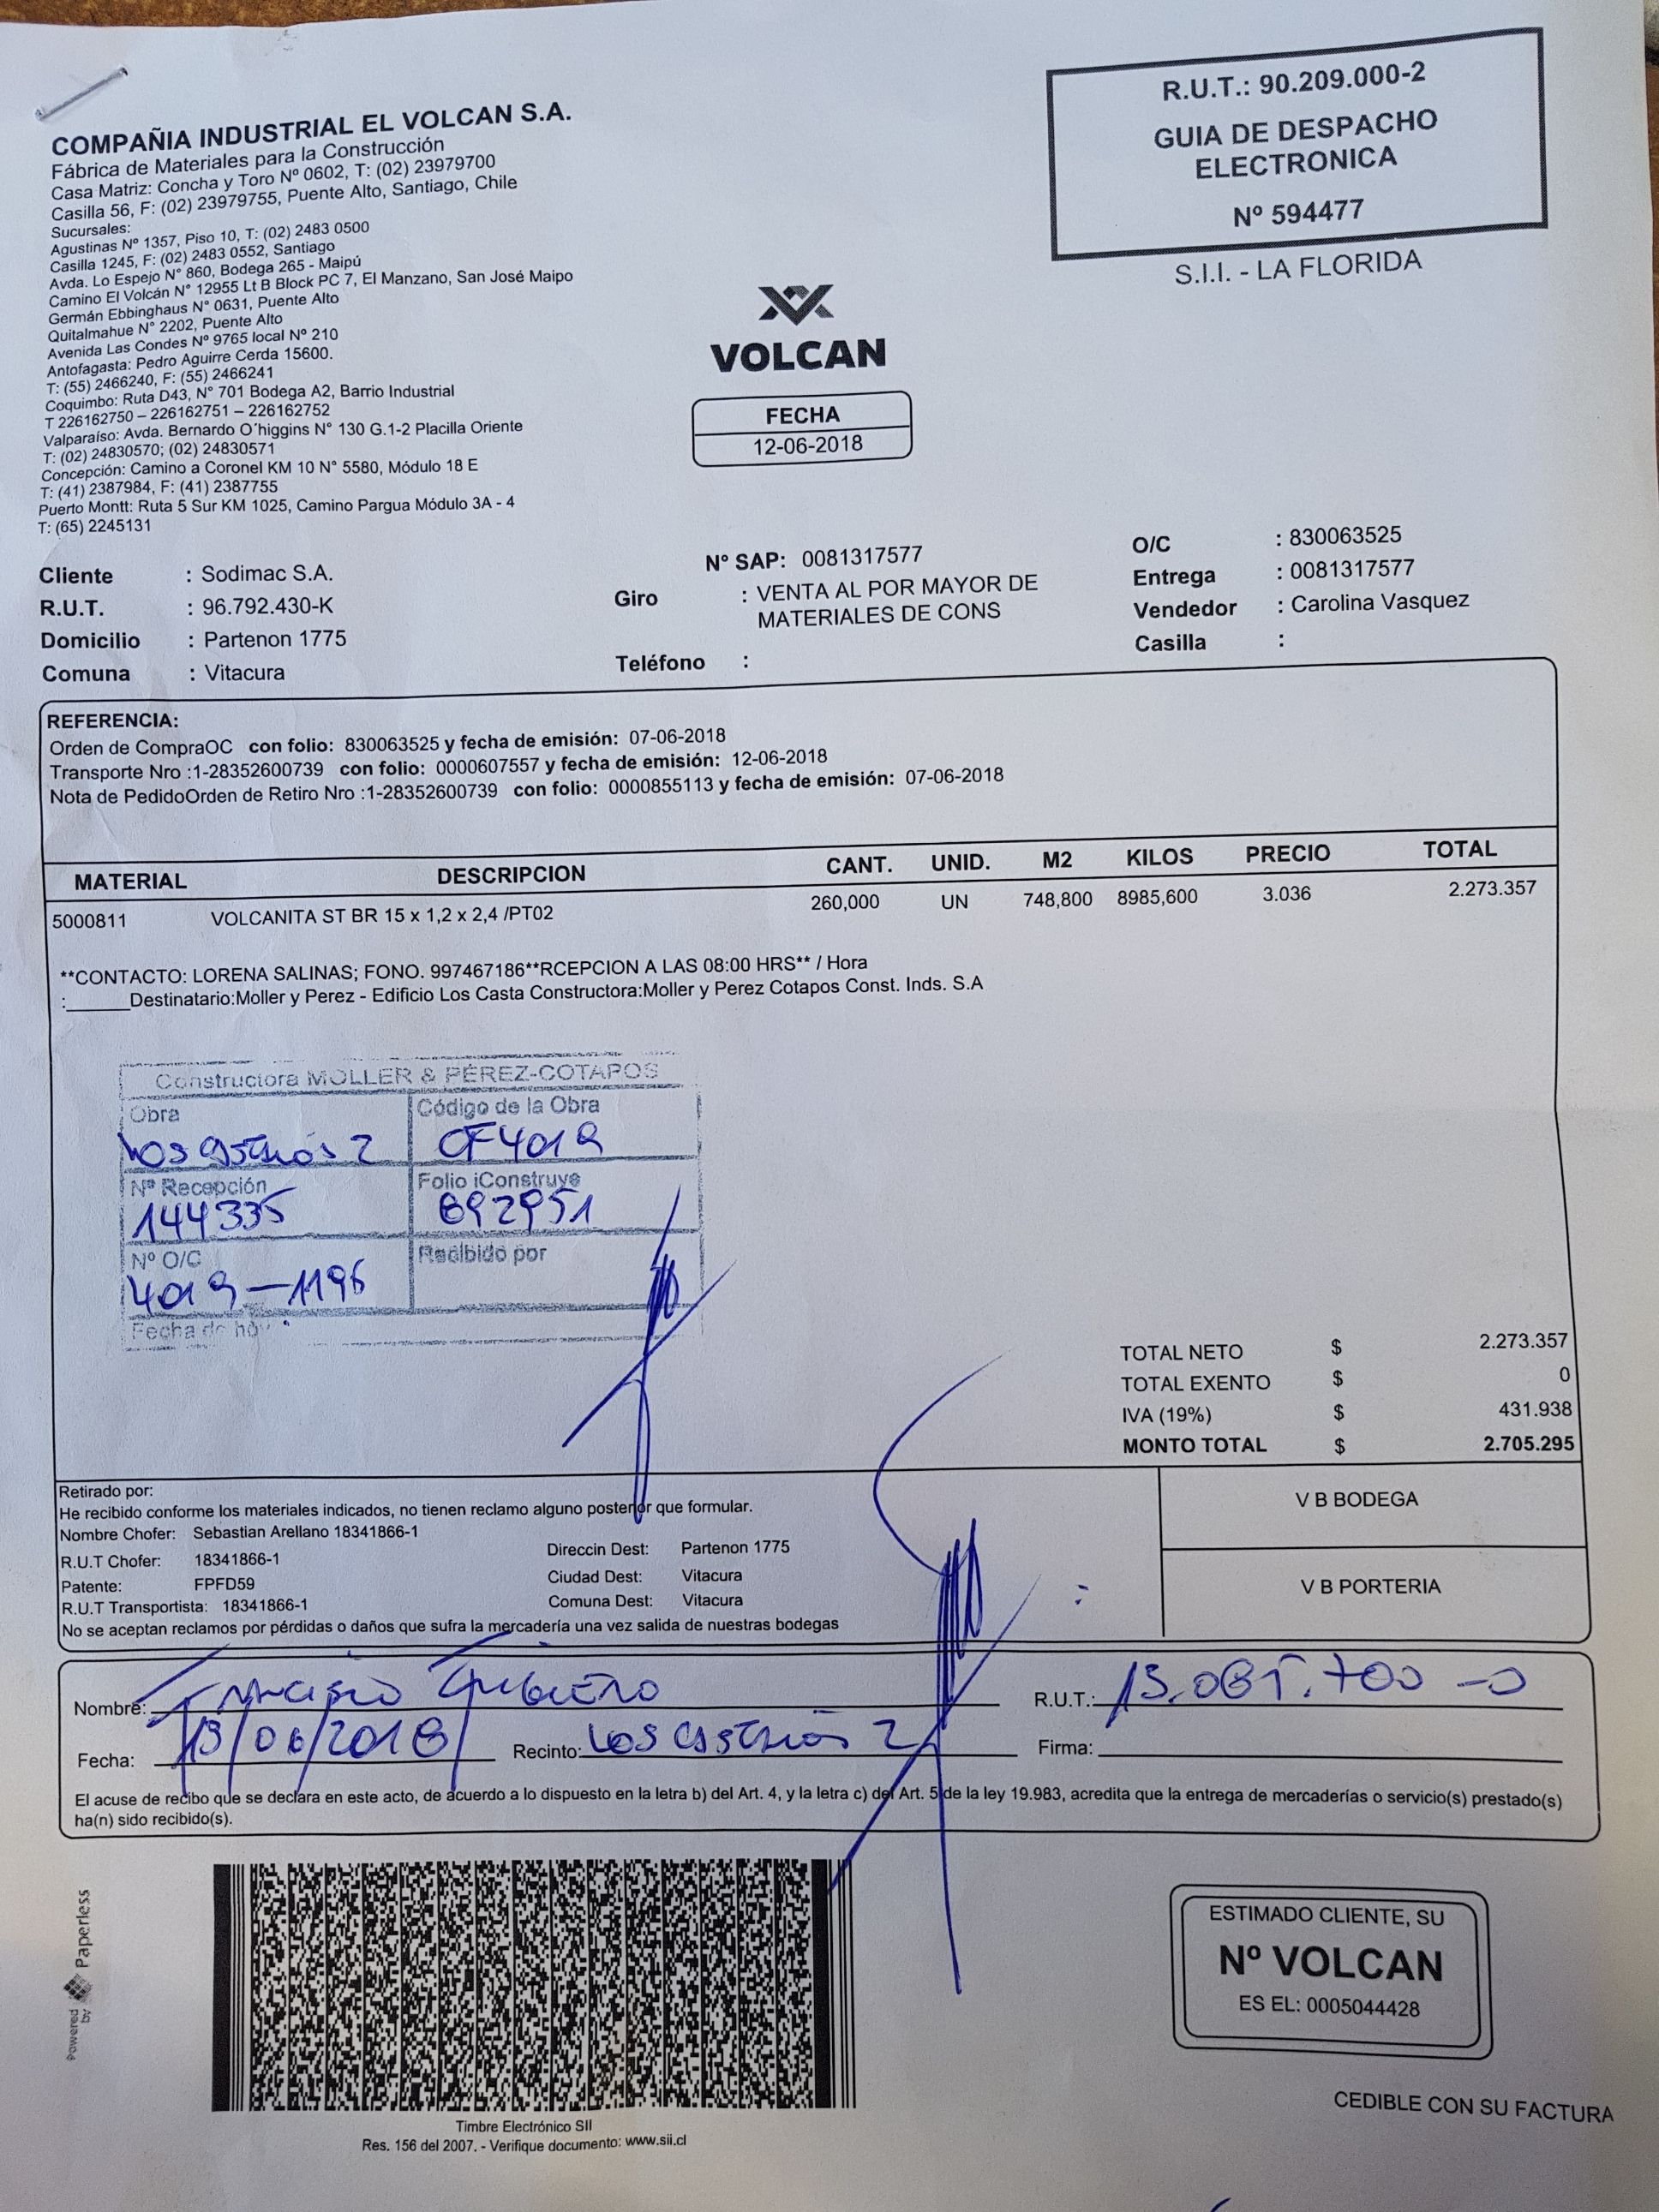 COMPAÑIA INDUSTRIAL EL VOLCAN S.A.
Fábrica de Materiales para la Construcción
Casa Matriz: Concha y Toro Nº 0602, T: (02) 23979700
Casilla 56, F: (02) 23979755, Puente Alto, Santiago, Chile
Sucursales:
Agustinas Nº 1357, Piso 10, T: (02) 2483 0500
Casilla 1245, F: (02) 2483 0552, Santiago
Avda. Lo Espejo N° 860, Bodega 265 - Maipú
Camino El Volcán N° 12955 Lt B Block PC 7, El Manzano, San José Maipo
Germán Ebbinghaus N° 0631, Puente Alto
Quitalmahue N° 2202, Puente Alto
Avenida Las Condes Nº 9765 local Nº 210
Antofagasta: Pedro Aguirre Cerda 15600.
T: (55) 2466240, F: (55) 2466241
Coquimbo: Ruta D43, N° 701 Bodega A2, Barrio Industrial
T 226162750 – 226162751 – 226162752
Valparaíso: Avda. Bernardo O´higgins N° 130 G.1-2 Placilla Oriente
T: (02) 24830570; (02) 24830571
Concepción: Camino a Coronel KM 10 N° 5580, Módulo 18 E
T: (41) 2387984, F: (41) 2387755
Puerto Montt: Ruta 5 Sur KM 1025, Camino Pargua Módulo 3A - 4
T: (65) 2245131
R.U.T.: 90.209.000-2
GUIA DE DESPACHO
ELECTRONICA
Nº 594477
S.I.I. - LA FLORIDA
VOLCAN
FECHA
12-06-2018
Cliente : Sodimac S.A.
R.U.T. : 96.792.430-K
Domicilio : Partenon 1775
Comuna : Vitacura
Nº SAP: 0081317577
Giro : VENTA AL POR MAYOR DE
MATERIALES DE CONS
Teléfono :
O/C : 830063525
Entrega : 0081317577
Vendedor : Carolina Vasquez
Casilla :
REFERENCIA:
Orden de CompraOC con folio: 830063525 y fecha de emisión: 07-06-2018
Transporte Nro :1-28352600739 con folio: 0000607557 y fecha de emisión: 12-06-2018
Nota de PedidoOrden de Retiro Nro :1-28352600739 con folio: 0000855113 y fecha de emisión: 07-06-2018
MATERIAL DESCRIPCION CANT. UNID. M2 KILOS PRECIO TOTAL
5000811 VOLCANITA ST BR 15 x 1,2 x 2,4 /PT02 260,000 UN 748,800 8985,600 3.036 2.273.357
**CONTACTO: LORENA SALINAS; FONO. 997467186**RCEPCION A LAS 08:00 HRS** / Hora
:______Destinatario:Moller y Perez - Edificio Los Casta Constructora:Moller y Perez Cotapos Const. Inds. S.A
Constructora MOLLER & PÉREZ-COTAPOS
Obra Código de la Obra
Los 2 CF4019
Nº Recepción Folio iConstruye
144335 692951
Nº O/C Recibido por
4019-1196
Fecha de hoy
TOTAL NETO $ 2.273.357
TOTAL EXENTO $ 0
IVA (19%) $ 431.938
MONTO TOTAL $ 2.705.295
Retirado por:
He recibido conforme los materiales indicados, no tienen reclamo alguno posterior que formular.
Nombre Chofer: Sebastian Arellano 18341866-1
R.U.T Chofer: 18341866-1
Patente: FPFD59
R.U.T Transportista: 18341866-1
Direccin Dest: Partenon 1775
Ciudad Dest: Vitacura
Comuna Dest: Vitacura
No se aceptan reclamos por pérdidas o daños que sufra la mercadería una vez salida de nuestras bodegas
V B BODEGA
V B PORTERIA
Nombre: R.U.T.:
Fecha: 13/06/2018 Recinto: Los 2 Firma:
El acuse de recibo que se declara en este acto, de acuerdo a lo dispuesto en la letra b) del Art. 4, y la letra c) del Art. 5 de la ley 19.983, acredita que la entrega de mercaderías o servicio(s) prestado(s)
ha(n) sido recibido(s).
Powered by Paperless
Timbre Electrónico SII
Res. 156 del 2007. - Verifique documento: www.sii.cl
ESTIMADO CLIENTE, SU
Nº VOLCAN
ES EL: 0005044428
CEDIBLE CON SU FACTURA